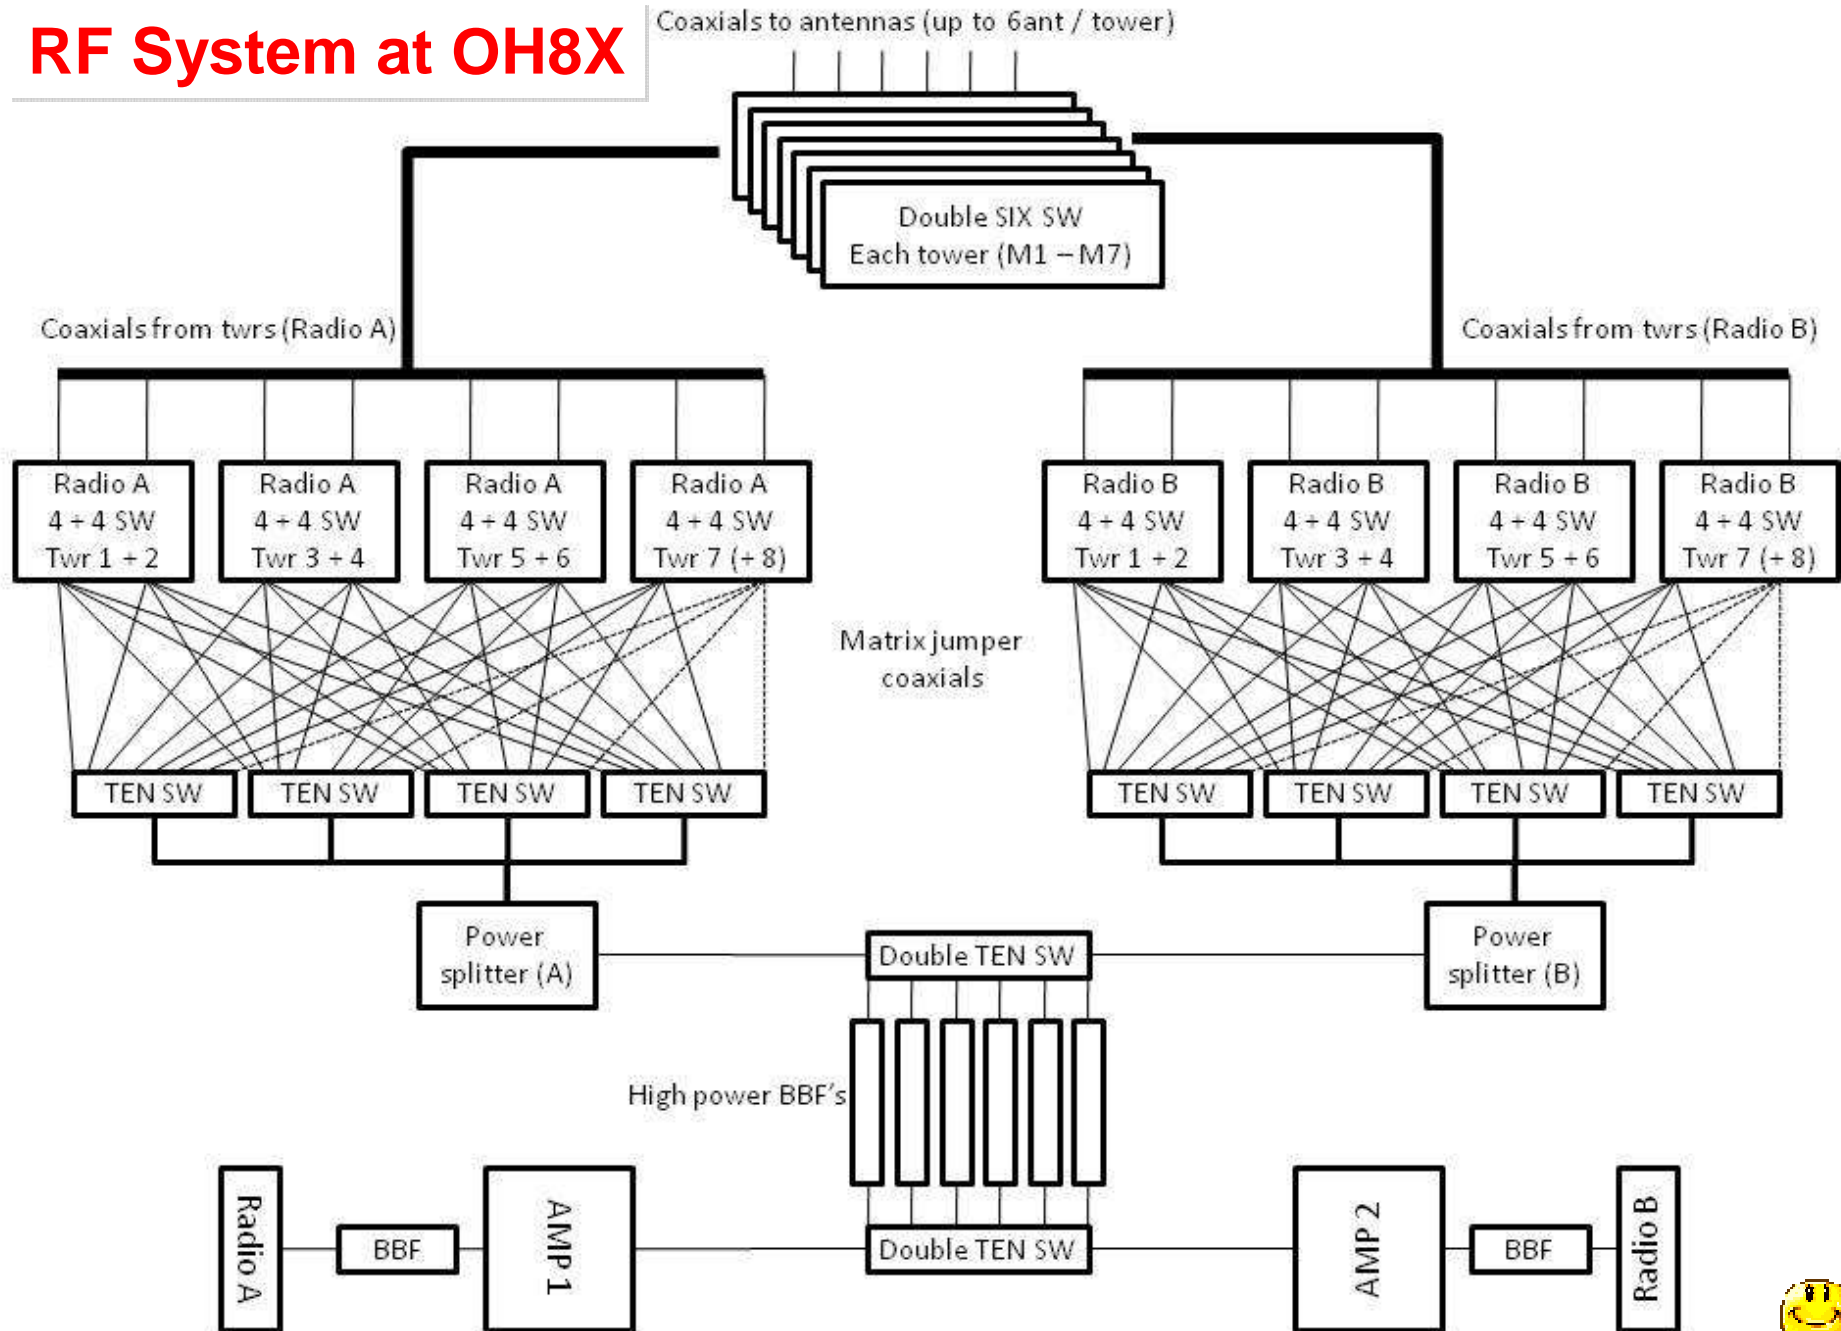 RF System at OH8X
Coaxials to antennas (up to 6ant / tower)
Double SIX SW
Each tower (M1 – M7)
Coaxials from twrs (Radio A)
Coaxials from twrs (Radio B)
Radio A
4 + 4 SW
Twr 1 + 2
Radio A
4 + 4 SW
Twr 3 + 4
Radio A
4 + 4 SW
Twr 5 + 6
Radio A
4 + 4 SW
Twr 7 (+ 8)
Radio B
4 + 4 SW
Twr 1 + 2
Radio B
4 + 4 SW
Twr 3 + 4
Radio B
4 + 4 SW
Twr 5 + 6
Radio B
4 + 4 SW
Twr 7 (+ 8)
Matrix jumper
coaxials
TEN SW
TEN SW
TEN SW
TEN SW
TEN SW
TEN SW
TEN SW
TEN SW
Power
splitter (A)
Double TEN SW
Power
splitter (B)
High power BBF's
Radio A
BBF
AMP 1
Double TEN SW
AMP 2
BBF
Radio B